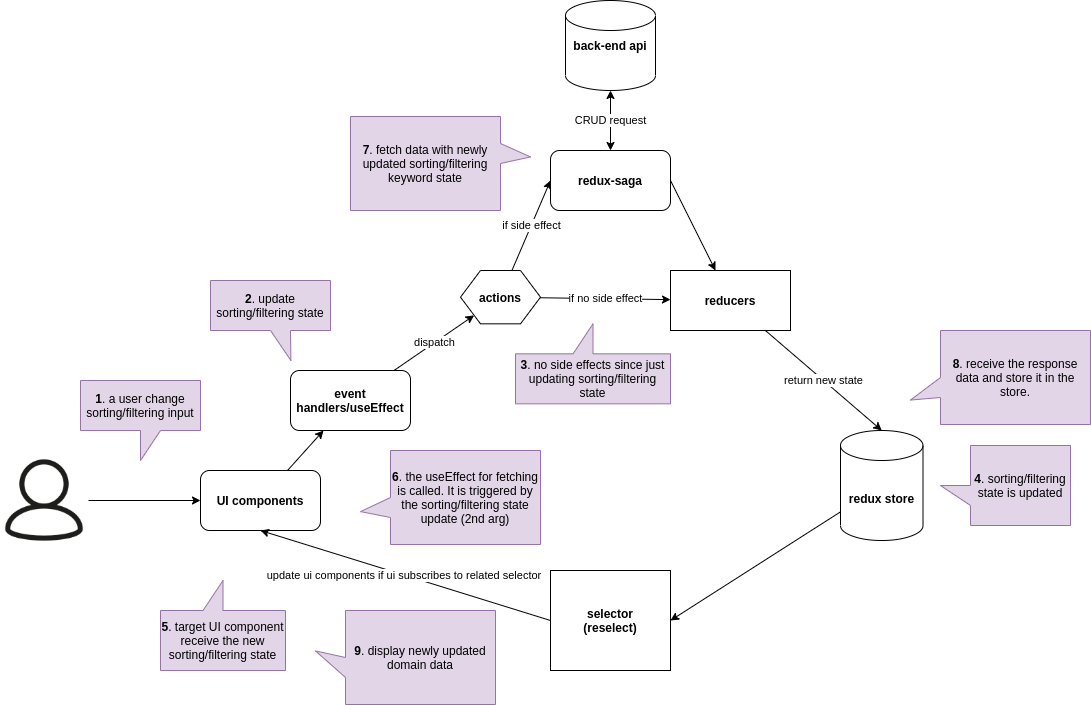 back-end api
CRUD request
7. fetch data with newly
updated sorting/filtering
keyword state
redux-saga
if side effect
2. update
sorting/filtering state
actions
if no side effect
reducers
dispatch
3. no side effects since just
updating sorting/filtering
state
return new state
8. receive the response
data and store it in the
store.
1. a user change
sorting/filtering input
event
handlers/useEffect
UI components
6. the useEffect for fetching
is called. It is triggered by
the sorting/filtering state
update (2nd arg)
redux store
4. sorting/filtering
state is updated
update ui components if ui subscribes to related selector
5. target UI component
receive the new
sorting/filtering state
9. display newly updated
domain data
selector
(reselect)